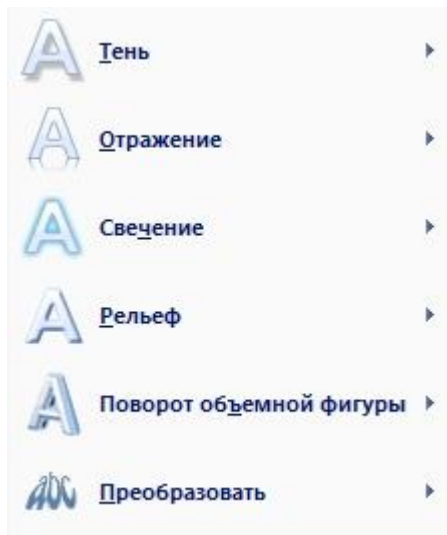 Тень
Отражение
Свечение
Рельеф
Поворот объемной фигуры
Преобразовать